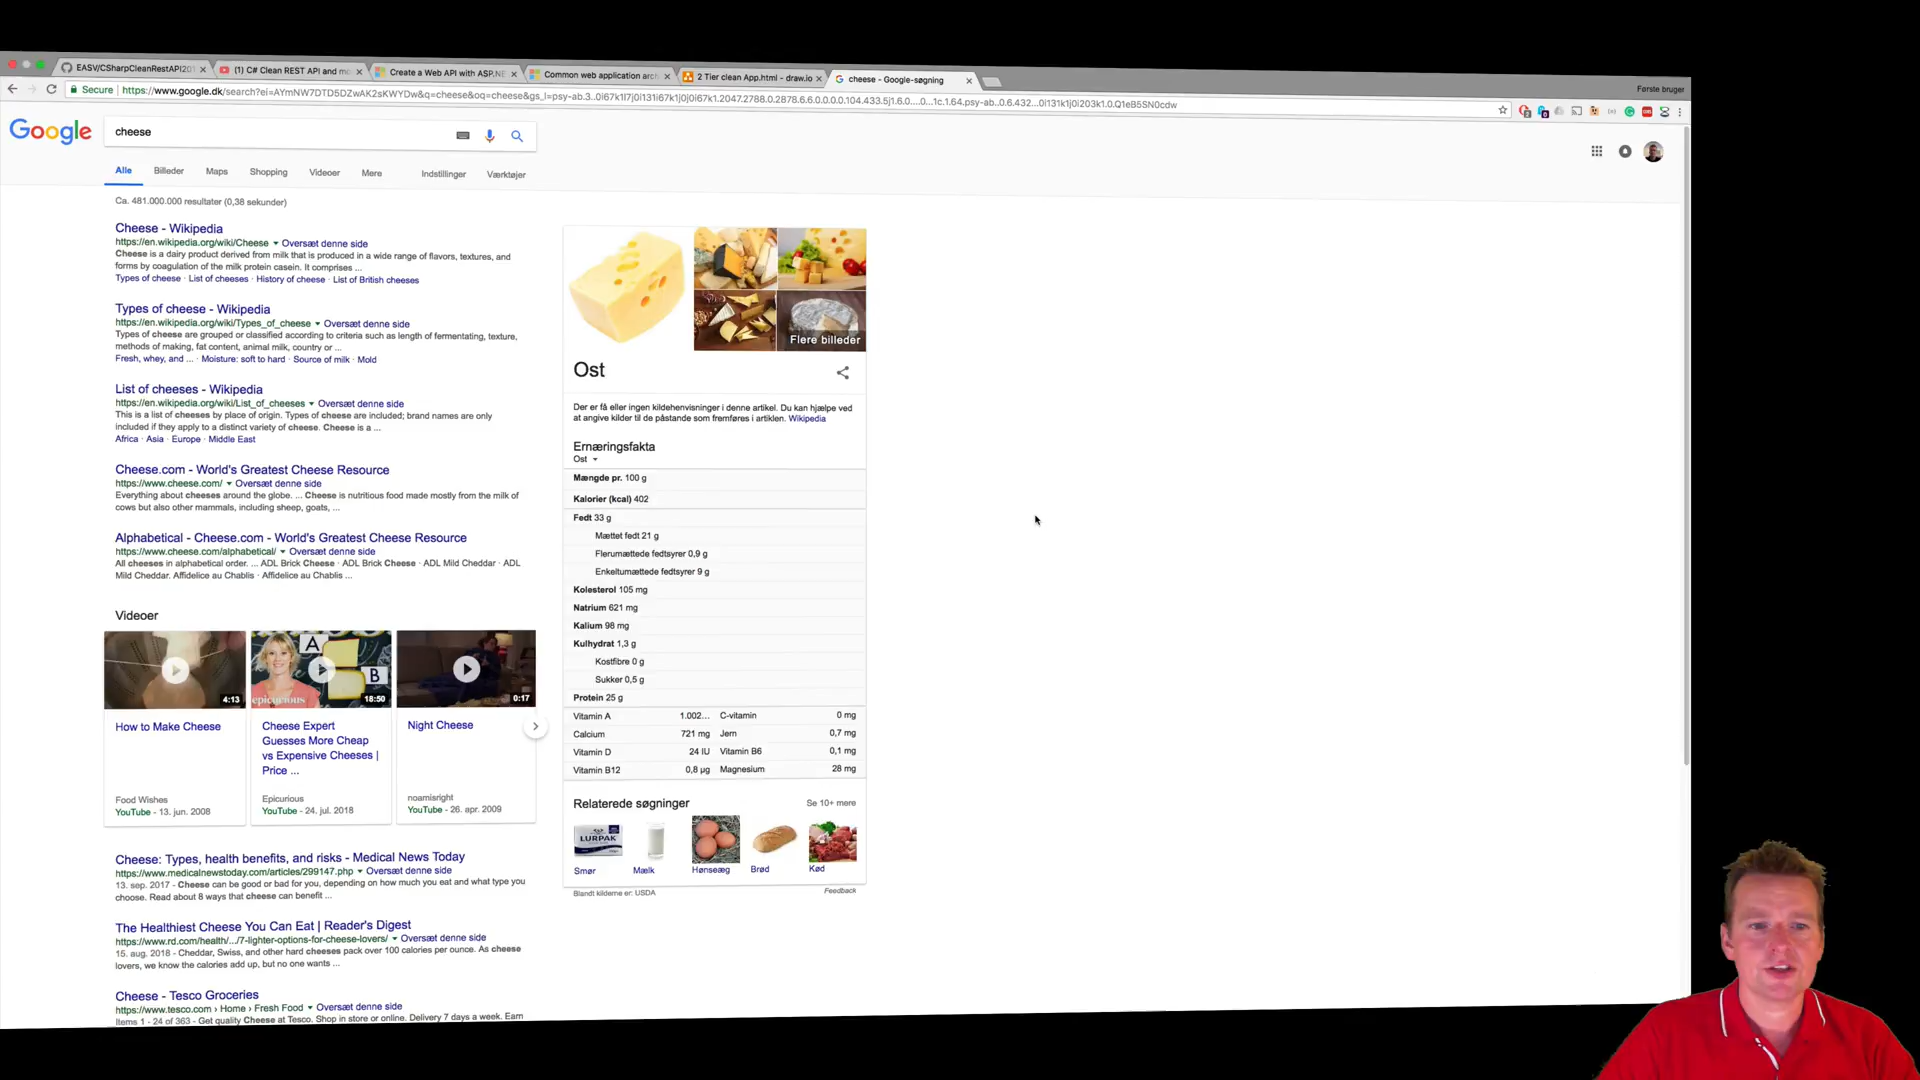 EASV/CSharpCleanRestAPI201
(1) C# Clean REST API and mo
Create a Web API with ASP.NE
Common web application arch
2 Tier clean App.html - draw.io
cheese - Google-søgning
Første bruger
Secure
Google
cheese
Alle
Billeder
Maps
Shopping
Videoer
Mere
Indstillinger
Værktøjer
Ca. 481.000.000 resultater (0,38 sekunder)
Cheese - Wikipedia
https://en.wikipedia.org/wiki/Cheese Oversæt denne side
Cheese is a dairy product derived from milk that is produced in a wide range of flavors, textures, and
forms by coagulation of the milk protein casein. It comprises ...
Types of cheese · List of cheeses · History of cheese · List of British cheeses
Types of cheese - Wikipedia
https://en.wikipedia.org/wiki/Types_of_cheese Oversæt denne side
Types of cheese are grouped or classified according to criteria such as length of fermenting, texture,
methods of making, fat content, animal milk, country or ...
Fresh, whey, and ... · Moisture: soft to hard · Source of milk · Mold
List of cheeses - Wikipedia
https://en.wikipedia.org/wiki/List_of_cheeses Oversæt denne side
This is a list of cheeses by place of origin. Types of cheese are included; brand names are only
included if they apply to a distinct variety of cheese. Cheese is a ...
Africa · Asia · Europe · Middle East
Cheese.com - World's Greatest Cheese Resource
https://www.cheese.com/ Oversæt denne side
Everything about cheeses around the globe. ... Cheese is nutritious food made mostly from the milk of
cows but also other mammals, including sheep, goats, ...
Alphabetical - Cheese.com - World's Greatest Cheese Resource
https://www.cheese.com/alphabetical/ Oversæt denne side
All cheeses in alphabetical order. ... ADL Brick Cheese · ADL Brick Cheese · ADL Mild Cheddar · ADL
Mild Cheddar. Affidelice au Chablis · Affidelice au Chablis ...
Videoer
4:13
How to Make Cheese
Food Wishes
YouTube - 13. jun. 2008
A
B
epicurious
18:50
Cheese Expert
Guesses More Cheap
vs Expensive Cheeses |
Price ...
Epicurious
YouTube - 24. jul. 2018
0:17
Night Cheese
noamisright
YouTube - 26. apr. 2009
Cheese: Types, health benefits, and risks - Medical News Today
https://www.medicalnewstoday.com/articles/299147.php Oversæt denne side
13. sep. 2017 - Cheese can be good or bad for you, depending on how much you eat and what type you
choose. Read about 8 ways that cheese can benefit ...
The Healthiest Cheese You Can Eat | Reader's Digest
https://www.rd.com/health/.../7-lighter-options-for-cheese-lovers/ Oversæt denne side
15. aug. 2018 - Cheddar, Swiss, and other hard cheeses pack over 100 calories per ounce. As cheese
lovers, we know the calories add up, but no one wants ...
Cheese - Tesco Groceries
https://www.tesco.com › Home › Fresh Food Oversæt denne side
Items 1 - 24 of 363 - Get quality Cheese at Tesco. Shop in store or online. Delivery 7 days a week. Earn
Flere billeder
Ost
Der er få eller ingen kildehenvisninger i denne artikel. Du kan hjælpe ved
at angive kilder til de påstande som fremføres i artiklen. Wikipedia
Ernæringsfakta
Ost
Mængde pr. 100 g
Kalorier (kcal) 402
Fedt 33 g
Mættet fedt 21 g
Flerumættede fedtsyrer 0,9 g
Enkeltumættede fedtsyrer 9 g
Kolesterol 105 mg
Natrium 621 mg
Kalium 98 mg
Kulhydrat 1,3 g
Kostfibre 0 g
Sukker 0,5 g
Protein 25 g
Vitamin A 1.002... C-vitamin 0 mg
Calcium 721 mg Jern 0,7 mg
Vitamin D 24 IU Vitamin B6 0,1 mg
Vitamin B12 0,8 µg Magnesium 28 mg
Relaterede søgninger
Se 10+ mere
LURPAK
Smør
Mælk
Hønseæg
Brød
Kød
Blandt kilderne er: USDA
Feedback